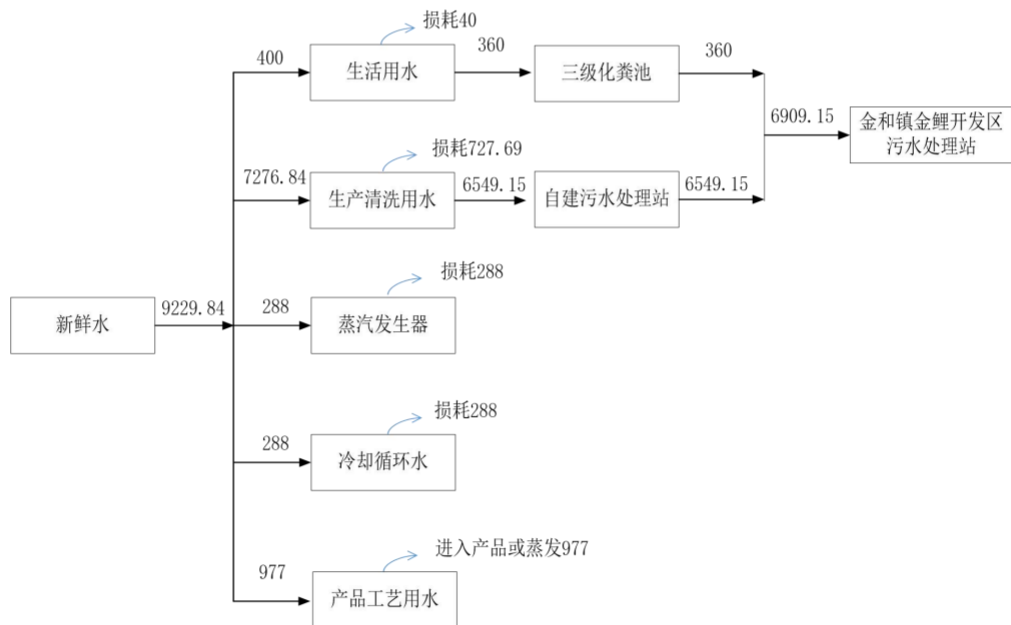 损耗40
400
生活用水
360
三级化粪池
360
6909.15
金和镇金鲤开发区
污水处理站
损耗727.69
7276.84
生产清洗用水
6549.15
自建污水处理站
6549.15
损耗288
新鲜水
9229.84
288
蒸汽发生器
损耗288
288
冷却循环水
进入产品或蒸发977
977
产品工艺用水